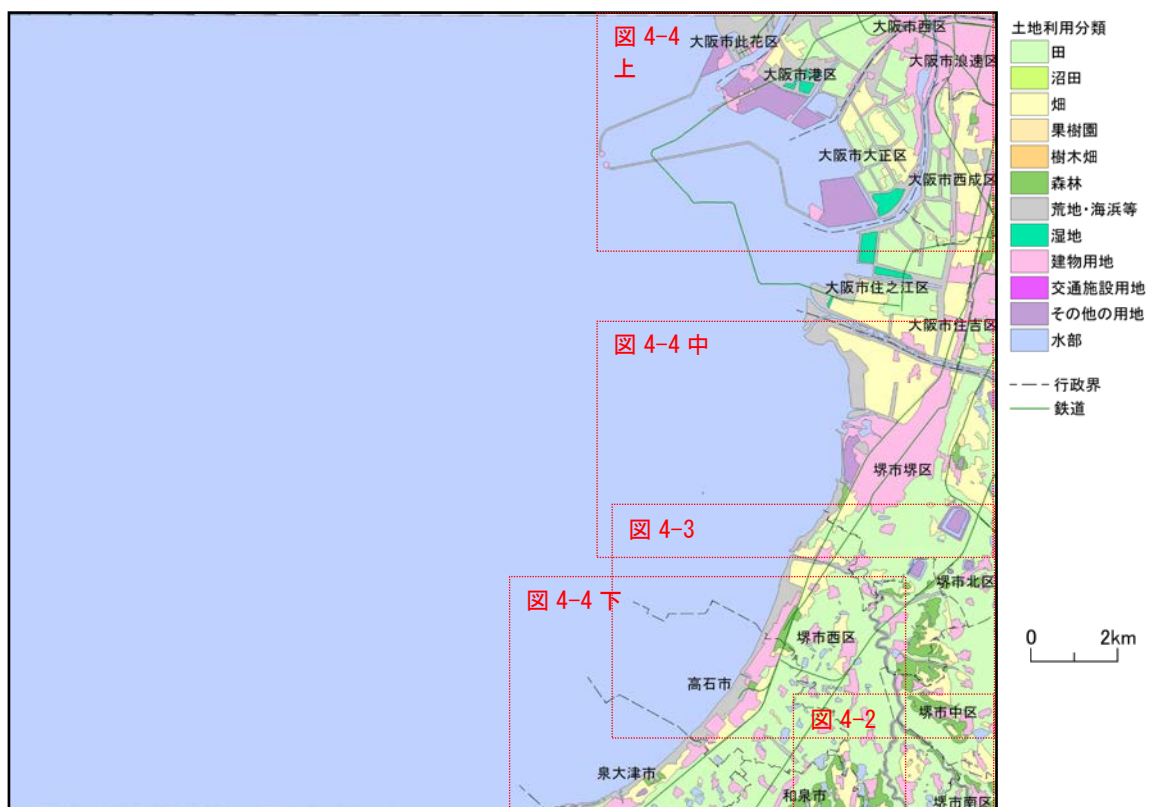 図 4-4
上
大阪市此花区
大阪市西区
大阪市浪速区
大阪市港区
大阪市大正区
大阪市西成区
大阪市住之江区
大阪市住吉区
図 4-4 中
堺市堺区
図 4-3
堺市北区
図 4-4 下
堺市西区
高石市
図 4-2
堺市中区
泉大津市
和泉市
堺市南区
土地利用分類
田
沼田
畑
果樹園
樹木畑
森林
荒地・海浜等
湿地
建物用地
交通施設用地
その他の用地
水部
行政界
鉄道
0 2km